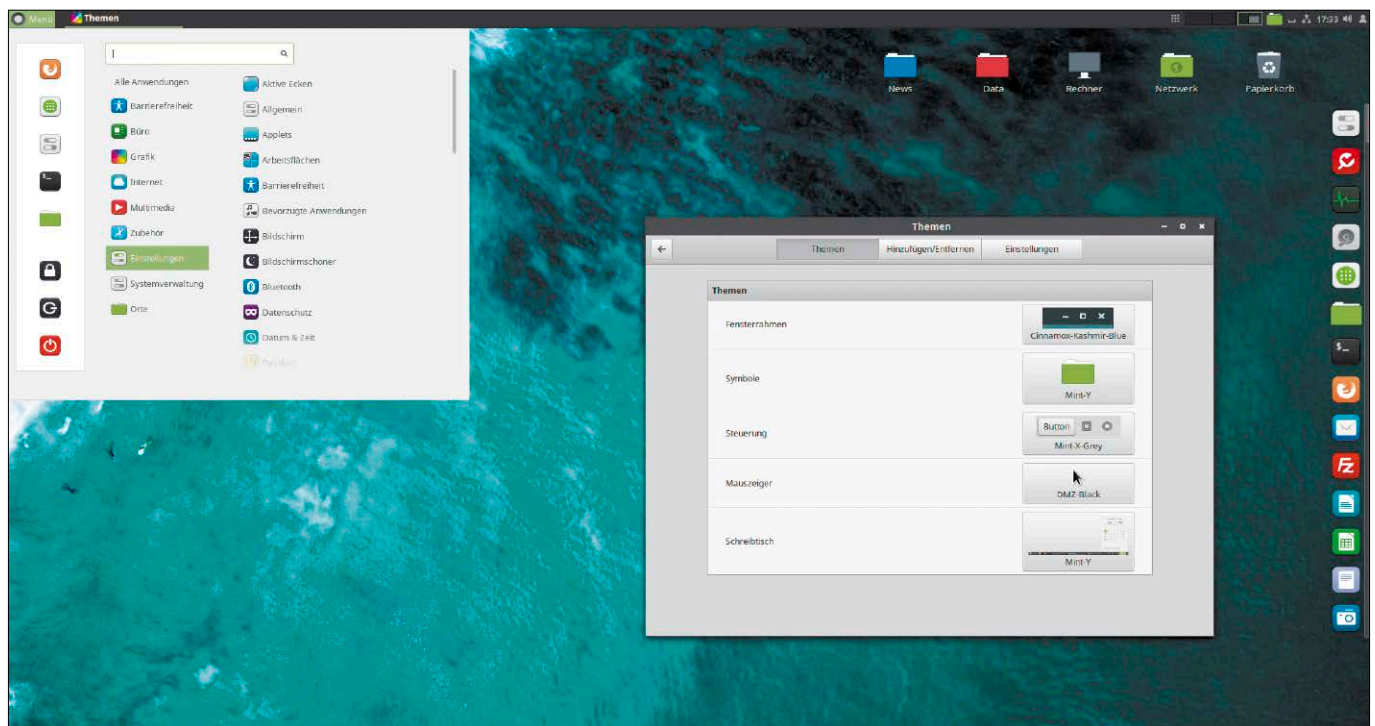 Menü
Themen
17:33
Alle Anwendungen
Barrierefreiheit
Büro
Grafik
Internet
Multimedia
Zubehör
Einstellungen
Systemverwaltung
Orte
Aktive Ecken
Allgemein
Applets
Arbeitsflächen
Barrierefreiheit
Bevorzugte Anwendungen
Bildschirm
Bildschirmschoner
Bluetooth
Datenschutz
Datum & Zeit
News
Data
Rechner
Netzwerk
Papierkorb
Themen
Themen
Hinzufügen/Entfernen
Einstellungen
Themen
Fensterrahmen
Cinnamox-Kashmir-Blue
Symbole
Mint-Y
Steuerung
Button
Mint-X-Grey
Mauszeiger
DMZ-Black
Schreibtisch
Mint-Y
$_
Fz